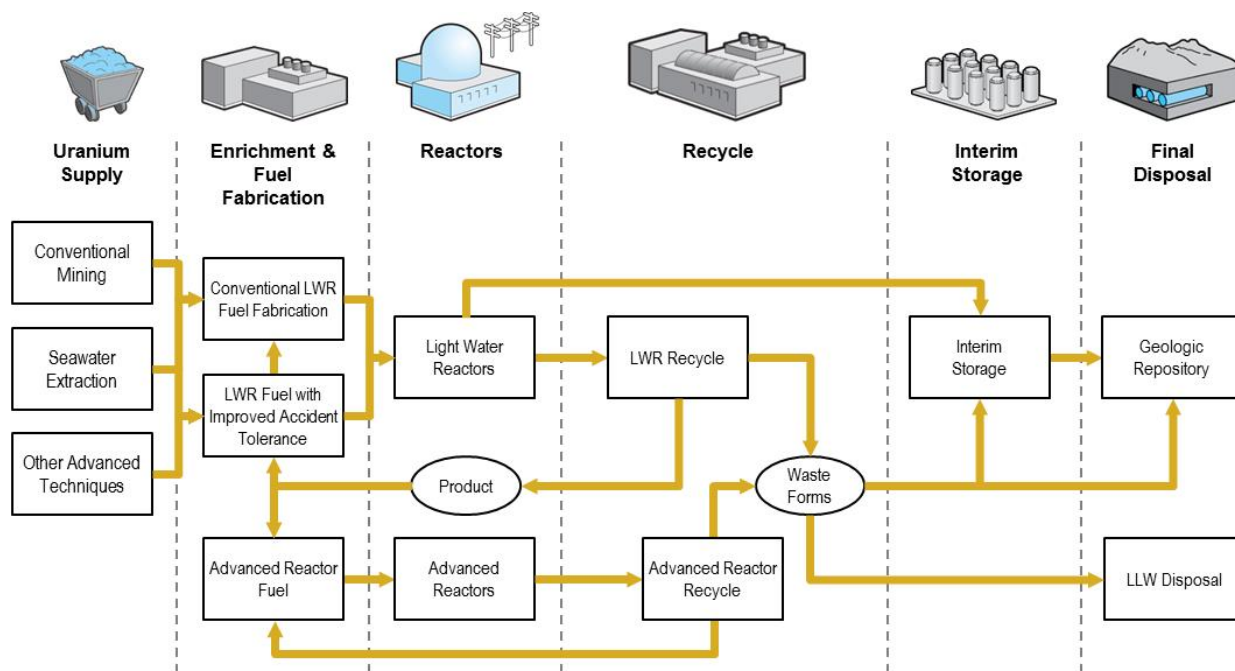 Uranium
Supply
Enrichment &
Fuel
Fabrication
Reactors
Recycle
Interim
Storage
Final
Disposal
Conventional
Mining
Seawater
Extraction
Other Advanced
Techniques
Conventional LWR
Fuel Fabrication
LWR Fuel with
Improved Accident
Tolerance
Advanced Reactor
Fuel
Light Water
Reactors
Product
Advanced
Reactors
LWR Recycle
Waste
Forms
Advanced Reactor
Recycle
Interim
Storage
Geologic
Repository
LLW Disposal